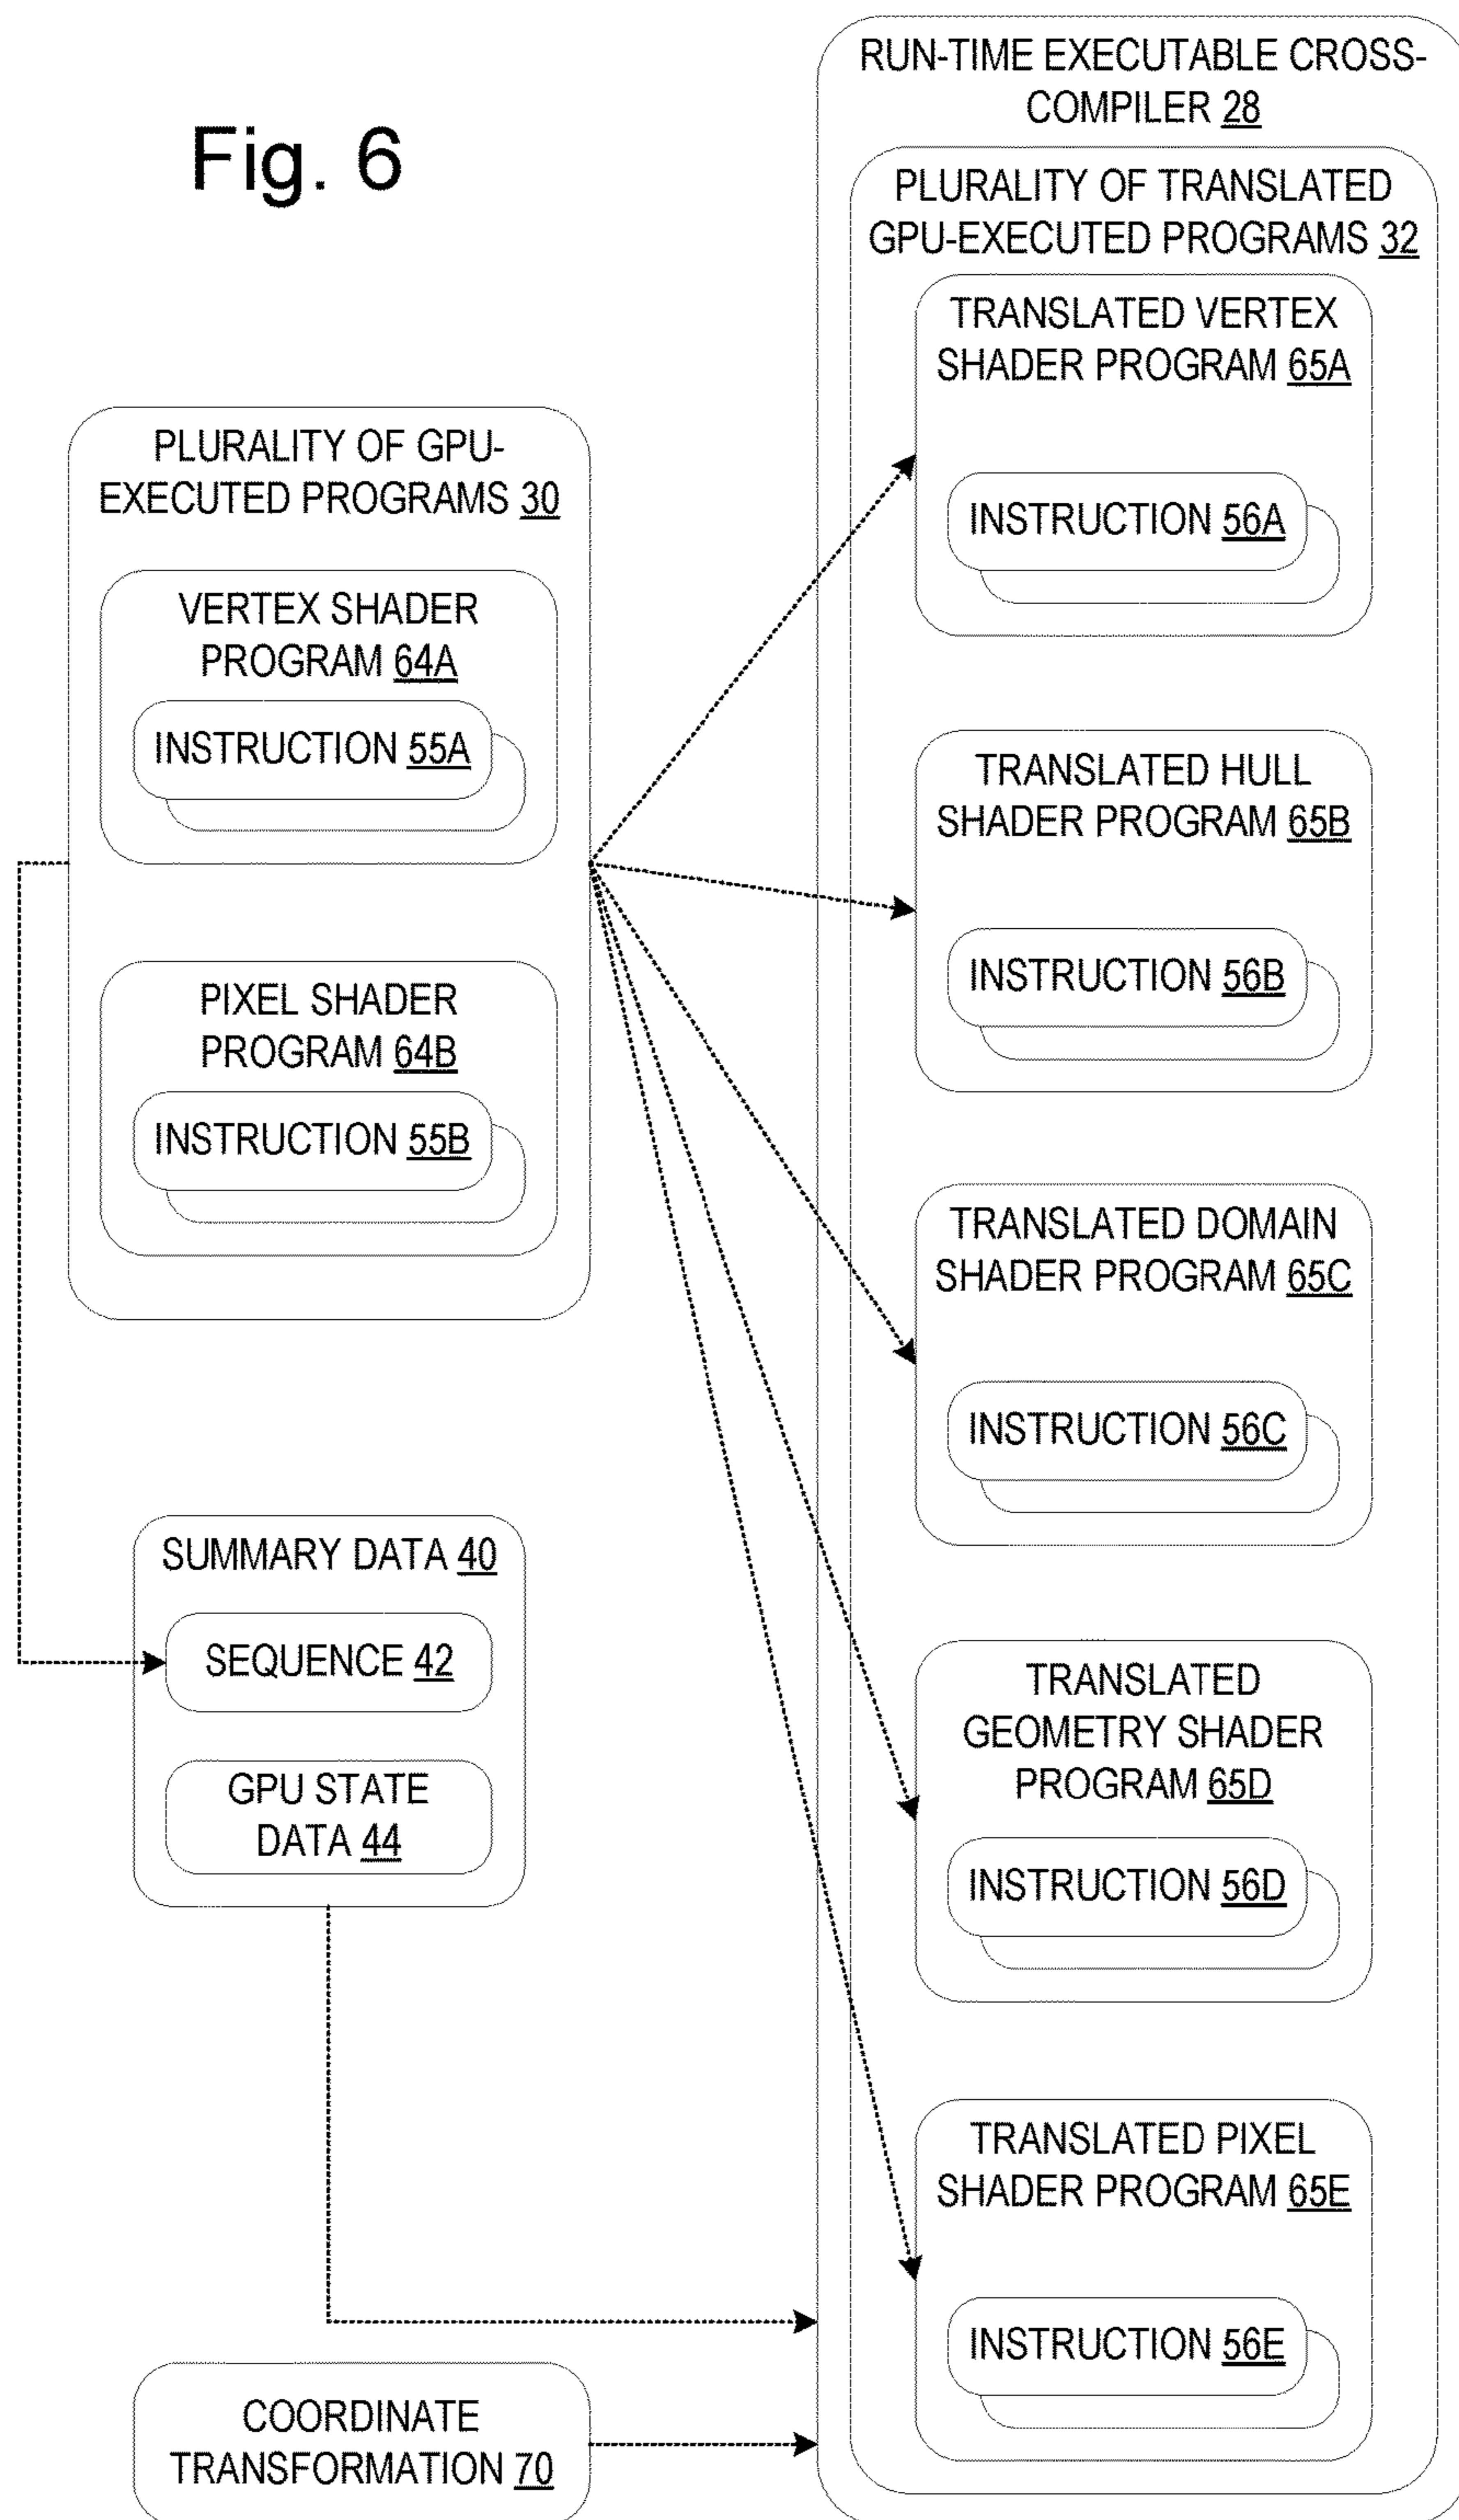 Fig. 6
PLURALITY OF GPU-
EXECUTED PROGRAMS 30
VERTEX SHADER
PROGRAM 64A
INSTRUCTION 55A
PIXEL SHADER
PROGRAM 64B
INSTRUCTION 55B
SUMMARY DATA 40
SEQUENCE 42
GPU STATE
DATA 44
COORDINATE
TRANSFORMATION 70
RUN-TIME EXECUTABLE CROSS-
COMPILER 28
PLURALITY OF TRANSLATED
GPU-EXECUTED PROGRAMS 32
TRANSLATED VERTEX
SHADER PROGRAM 65A
INSTRUCTION 56A
TRANSLATED HULL
SHADER PROGRAM 65B
INSTRUCTION 56B
TRANSLATED DOMAIN
SHADER PROGRAM 65C
INSTRUCTION 56C
TRANSLATED
GEOMETRY SHADER
PROGRAM 65D
INSTRUCTION 56D
TRANSLATED PIXEL
SHADER PROGRAM 65E
INSTRUCTION 56E